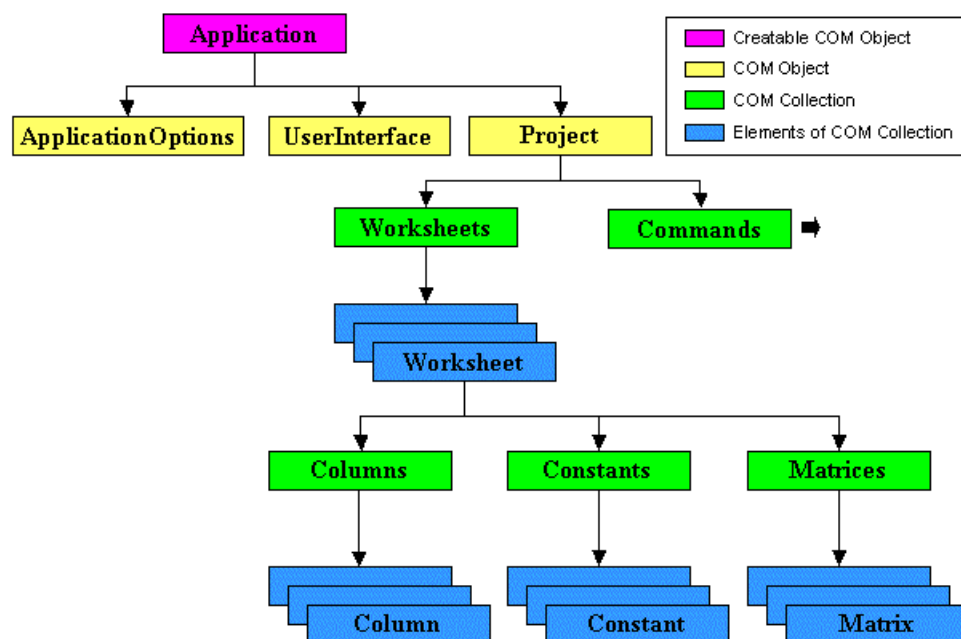 Application
Creatable COM Object
COM Object
COM Collection
Elements of COM Collection
ApplicationOptions
UserInterface
Project
Worksheets
Commands
Worksheet
Columns
Constants
Matrices
Column
Constant
Matrix